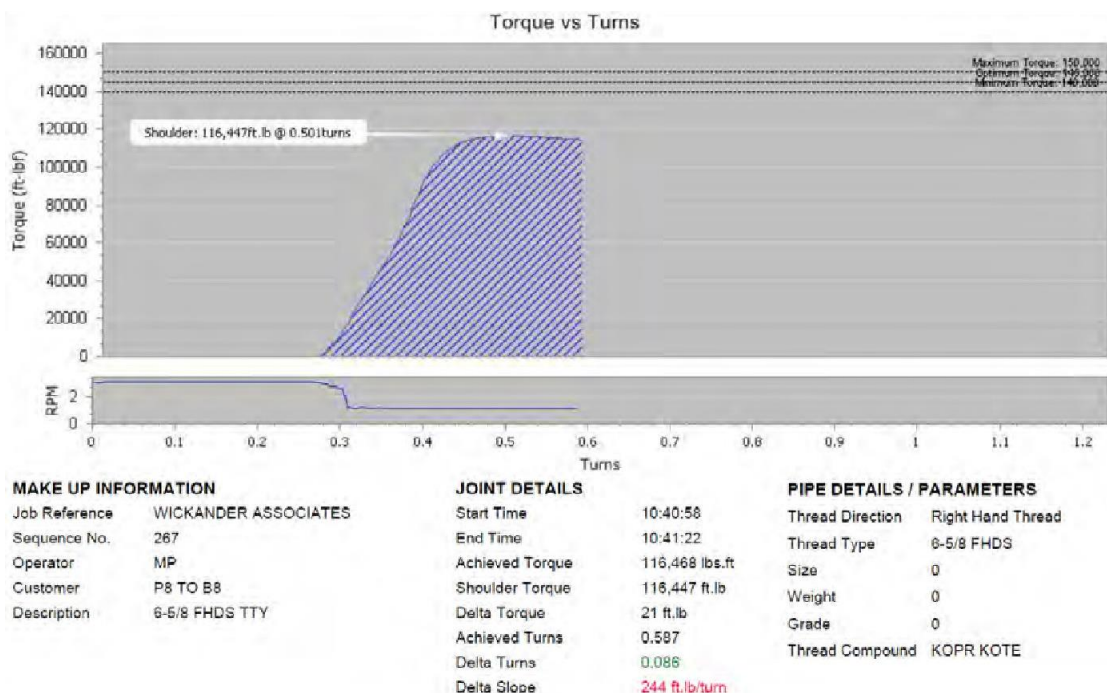 Torque vs Turns
160000
140000
120000
100000
80000
60000
40000
20000
0
Torque (ft-lbf)
Maximum Torque: 150,000
Optimum Torque: 145,000
Minimum Torque: 140,000
Shoulder: 116,447ft.lb @ 0.501turns
RPM
2
0
0 0.1 0.2 0.3 0.4 0.5 0.6 0.7 0.8 0.9 1 1.1 1.2
Turns
MAKE UP INFORMATION
Job Reference WICKANDER ASSOCIATES
Sequence No. 267
Operator MP
Customer P8 TO B8
Description 6-5/8 FHDS TTY
JOINT DETAILS
Start Time 10:40:58
End Time 10:41:22
Achieved Torque 116,468 lbs.ft
Shoulder Torque 116,447 ft.lb
Delta Torque 21 ft.lb
Achieved Turns 0.587
Delta Turns 0.086
Delta Slope 244 ft.lb/turn
PIPE DETAILS / PARAMETERS
Thread Direction Right Hand Thread
Thread Type 6-5/8 FHDS
Size 0
Weight 0
Grade 0
Thread Compound KOPR KOTE